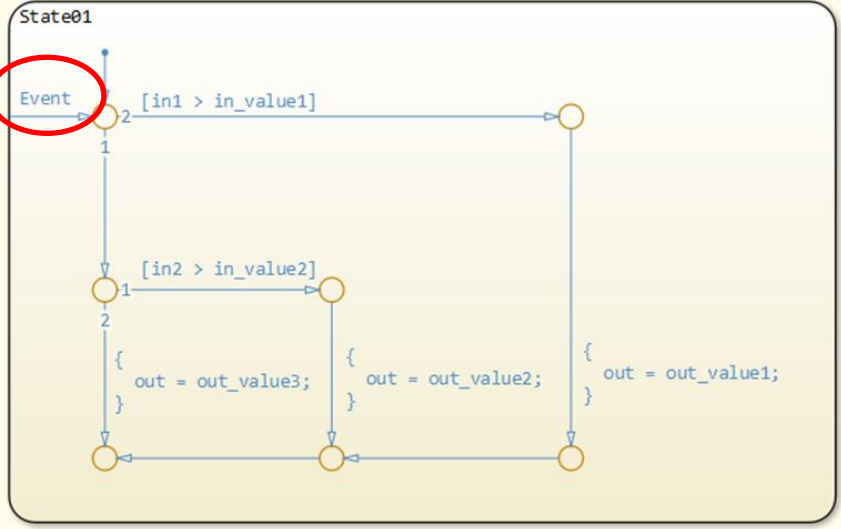 State01
Event
2
[in1 > in_value1]
1
[in2 > in_value2]
1
2
{
out = out_value3;
}
{
out = out_value2;
}
{
out = out_value1;
}